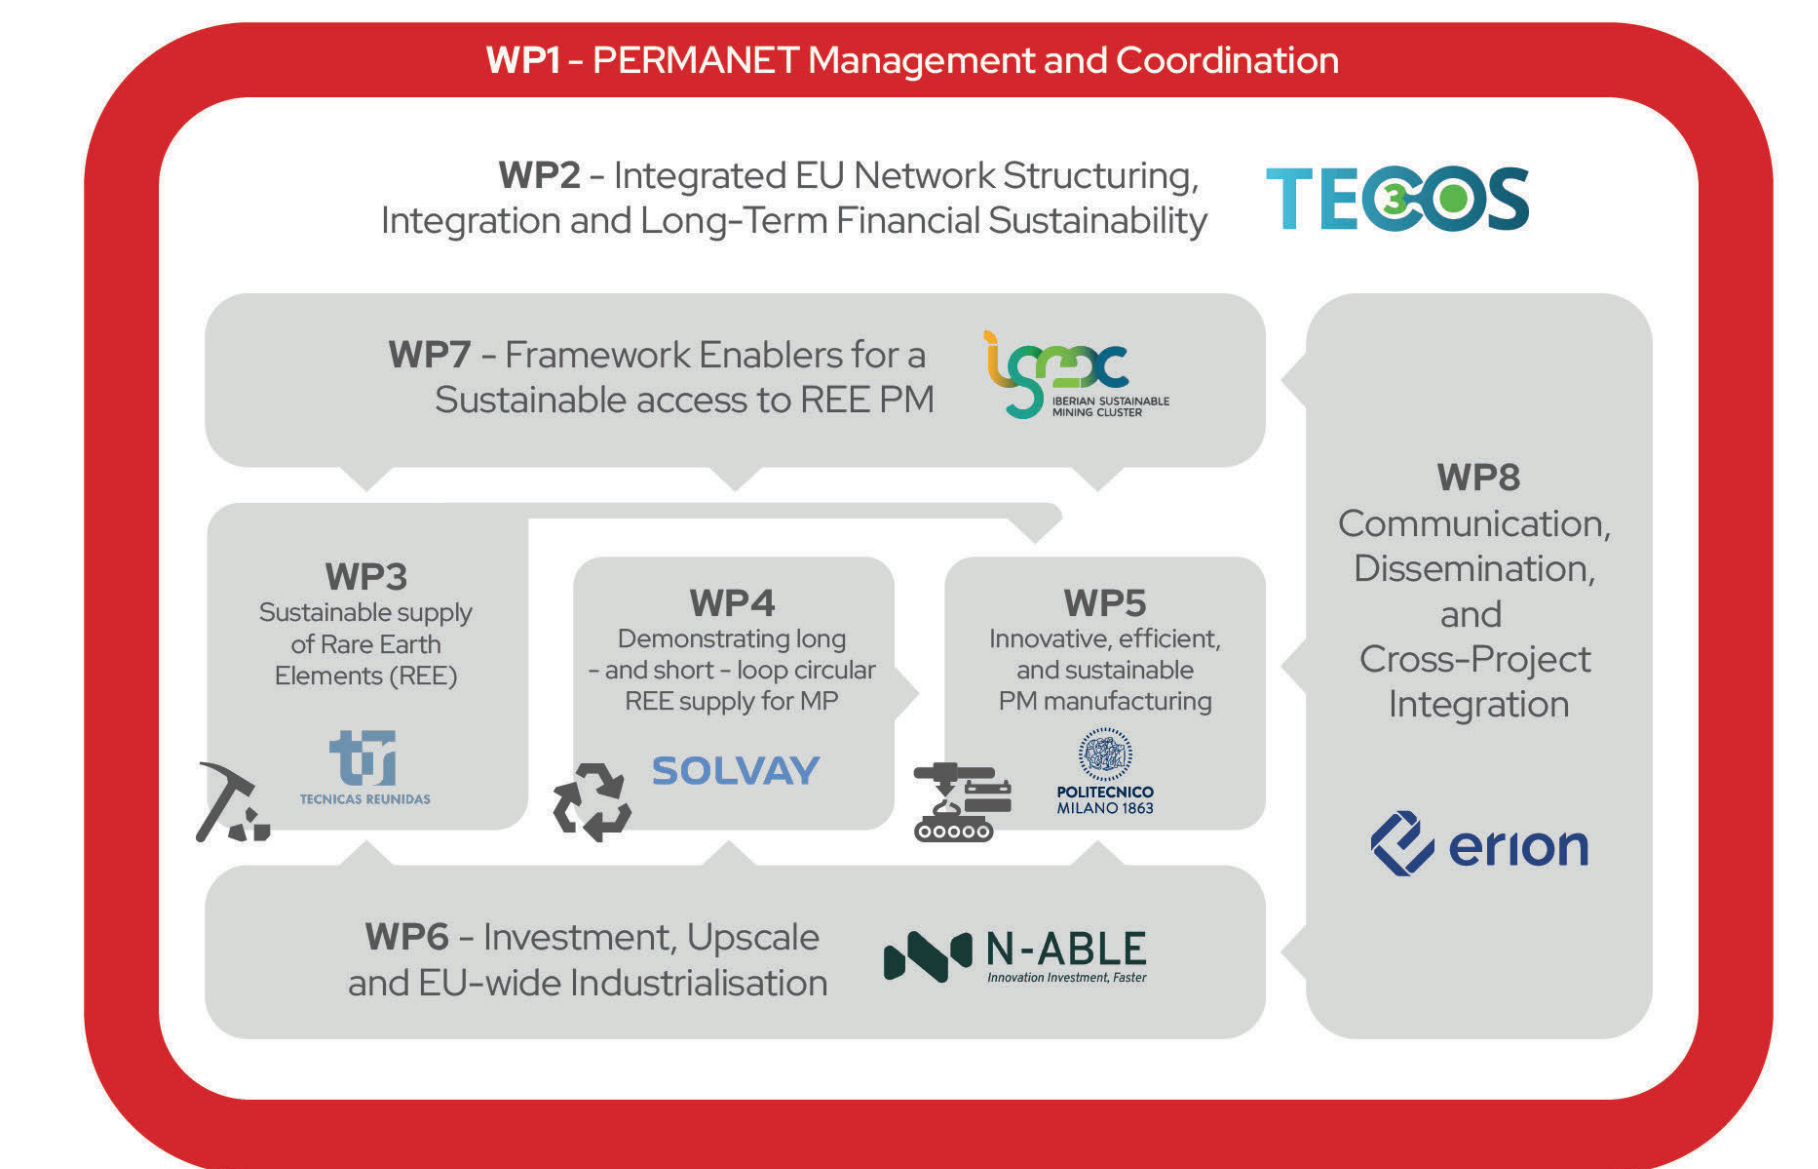 WP1 - PERMANET Management and Coordination
WP2 - Integrated EU Network Structuring,
Integration and Long-Term Financial Sustainability
TECOS
3
WP7 - Framework Enablers for a
Sustainable access to REE PM
ismc
IBERIAN SUSTAINABLE
MINING CLUSTER
WP3
Sustainable supply
of Rare Earth
Elements (REE)
tr
TECNICAS REUNIDAS
WP4
Demonstrating long
- and short - loop circular
REE supply for MP
SOLVAY
WP5
Innovative, efficient,
and sustainable
PM manufacturing
POLITECNICO
MILANO 1863
WP6 - Investment, Upscale
and EU-wide Industrialisation
N-ABLE
Innovation Investment, Faster
WP8
Communication,
Dissemination,
and
Cross-Project
Integration
erion